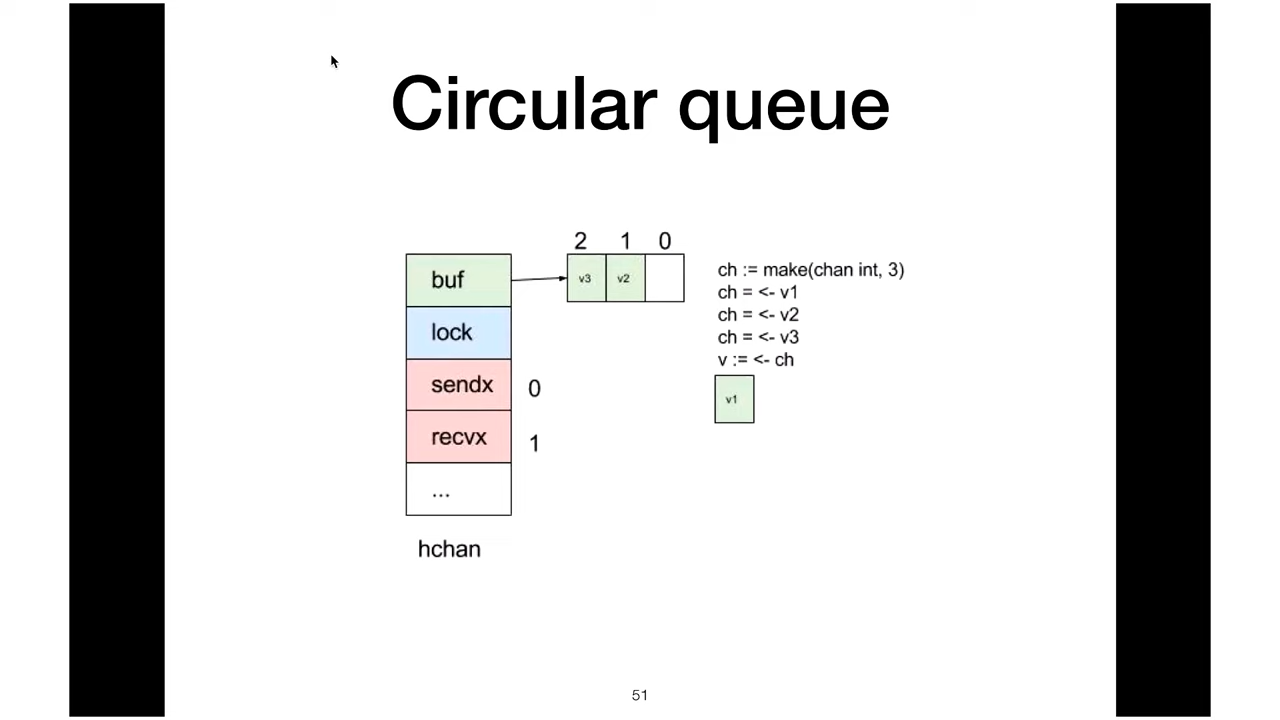 Circular queue
2 1 0
buf
v3 v2
lock
sendx 0
recvx 1
...
hchan
ch := make(chan int, 3)
ch = <- v1
ch = <- v2
ch = <- v3
v := <- ch
v1
51